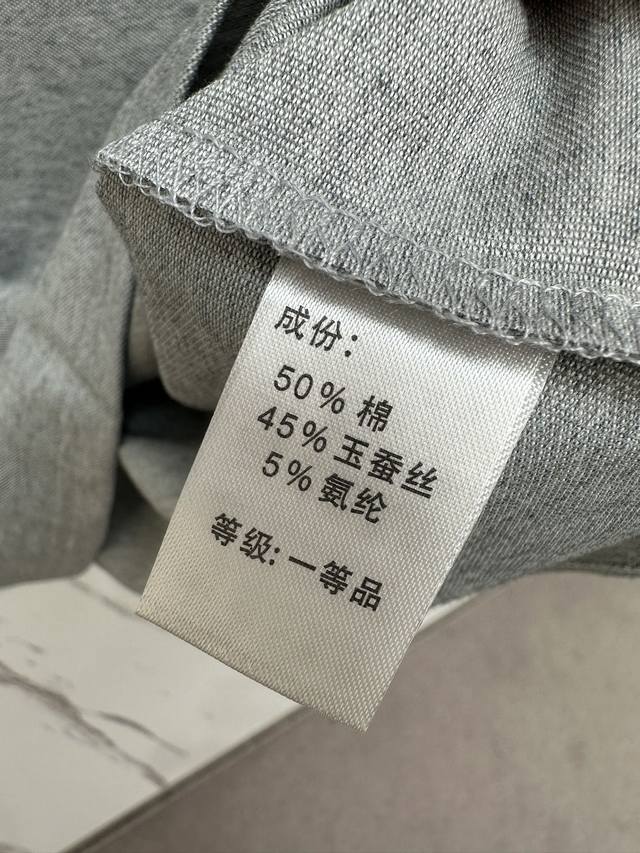 成份：
50% 棉
45% 玉蚕丝
5% 氨纶
等级：一等品